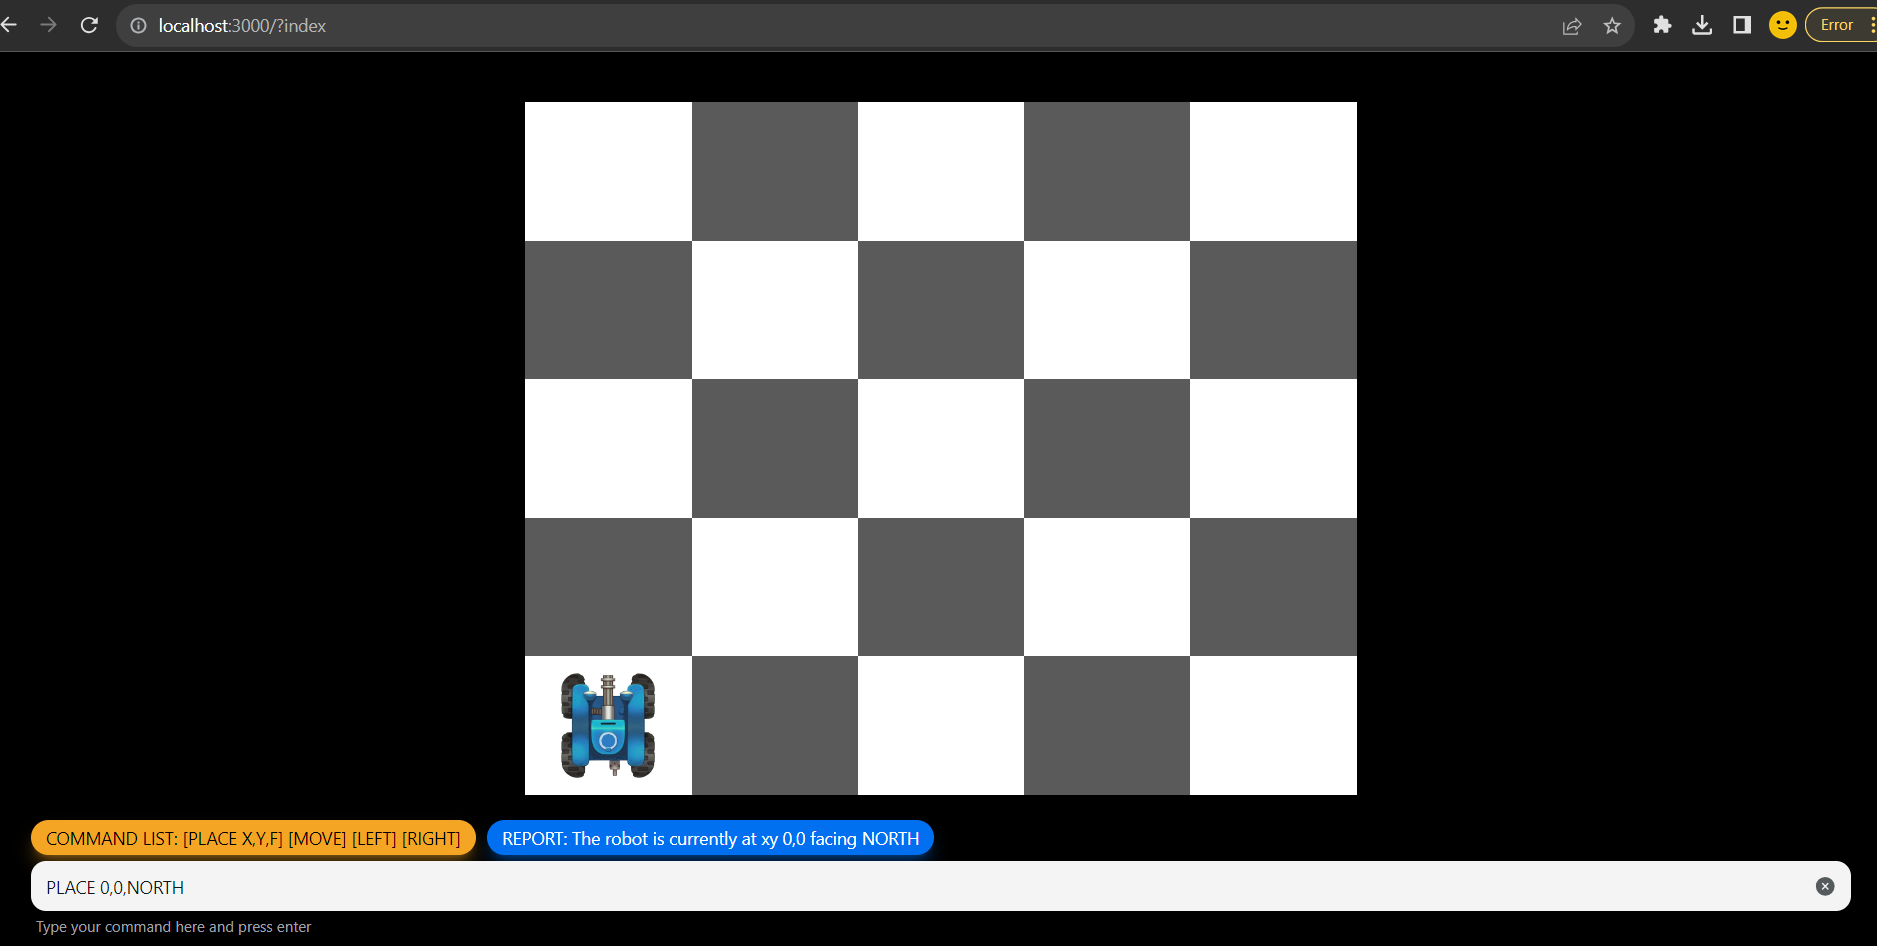 localhost:3000/?index
Error
COMMAND LIST: [PLACE X,Y,F] [MOVE] [LEFT] [RIGHT]
REPORT: The robot is currently at xy 0,0 facing NORTH
PLACE 0,0,NORTH
Type your command here and press enter